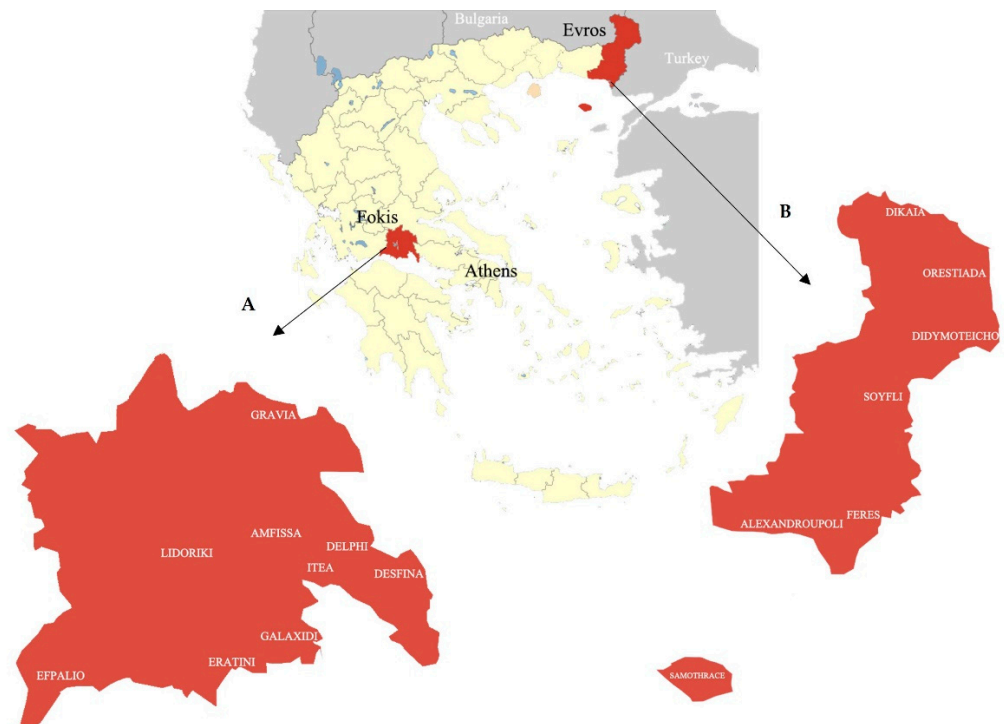 Bulgaria
Evros
Turkey
Fokis
Athens
A
B
GRAVIA
AMFISSA
LIDORIKI
DELPHI
ITEA
DESFINA
GALAXIDI
ERATINI
EFPALIO
DIKAIA
ORESTIADA
DIDYMOTEICHO
SOYFLI
FERES
ALEXANDROUPOLI
SAMOTHRACE